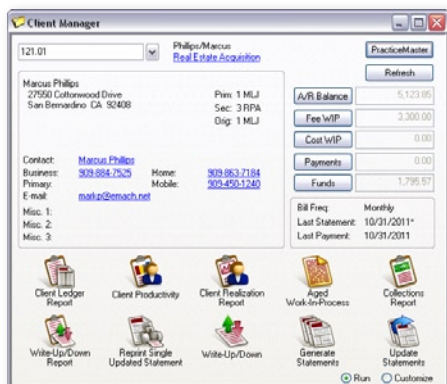 Client Manager
121.01
Phillips/Marcus
Real Estate Acquisition
PracticeMaster
Refresh
Marcus Phillips
27550 Cottonwood Drive
San Bernardino CA 92408
Prim: 1 MLJ
Sec: 3 RPA
Orig: 1 MLJ
A/R Balance 5,123.85
Fee WIP 3,300.00
Cost WIP 0.00
Payments 0.00
Funds 1,795.57
Contact: Marcus Phillips
Business: 909-884-7525 Home: 909-863-7184
Primary: Mobile: 909-450-1240
E-mail: markp@emach.net
Misc. 1:
Misc. 2:
Misc. 3:
Bill Freq: Monthly
Last Statement: 10/31/2011*
Last Payment: 10/31/2011
Client Ledger Report
Client Productivity
Client Realization Report
Aged Work-In-Process
Collections Report
Write-Up/Down Report
Reprint Single Updated Statement
Write-Up/Down
Generate Statements
Update Statements
Run Customize